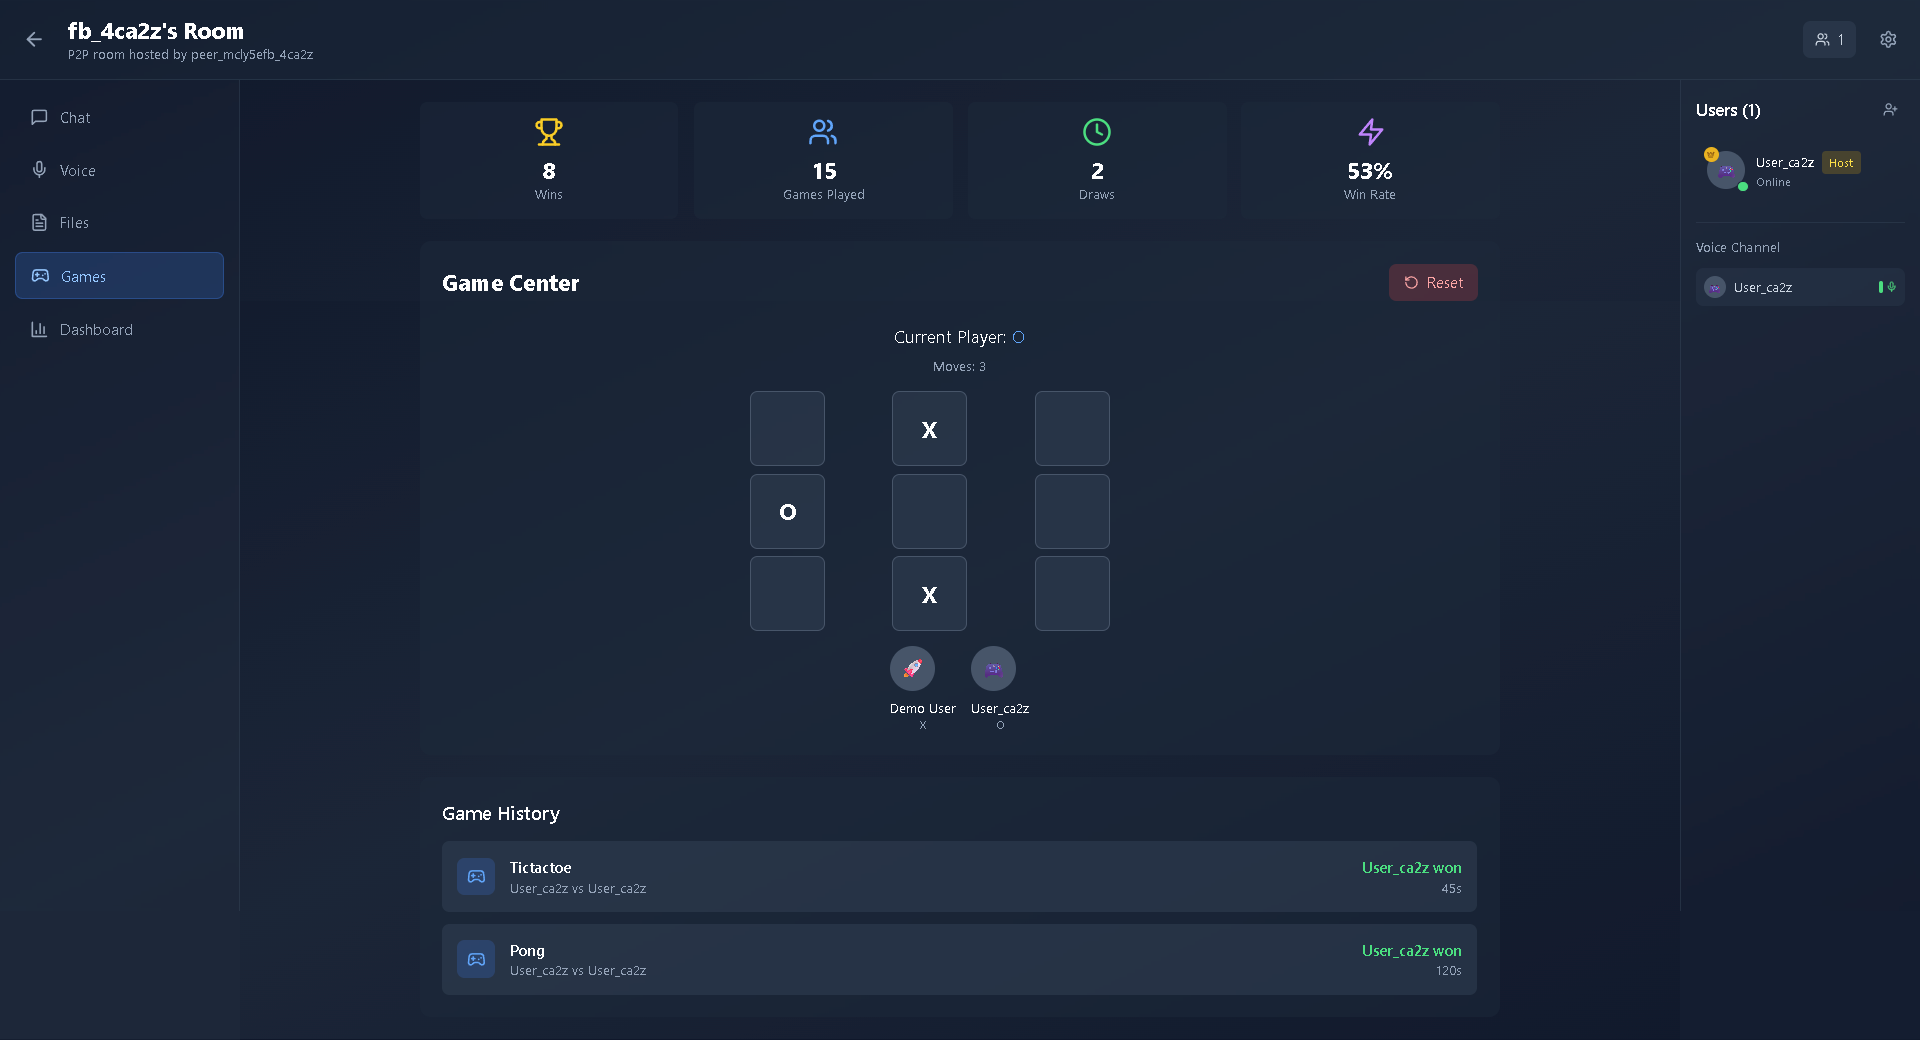 fb_4ca2z's Room
P2P room hosted by peer_mcly5efb_4ca2z
1
Chat
Voice
Files
Games
Dashboard
8
Wins
15
Games Played
2
Draws
53%
Win Rate
Game Center
Reset
Current Player: O
Moves: 3
X
O
X
Demo User
X
User_ca2z
O
Game History
Tictactoe
User_ca2z vs User_ca2z
User_ca2z won
45s
Pong
User_ca2z vs User_ca2z
User_ca2z won
120s
Users (1)
User_ca2z
Host
Online
Voice Channel
User_ca2z